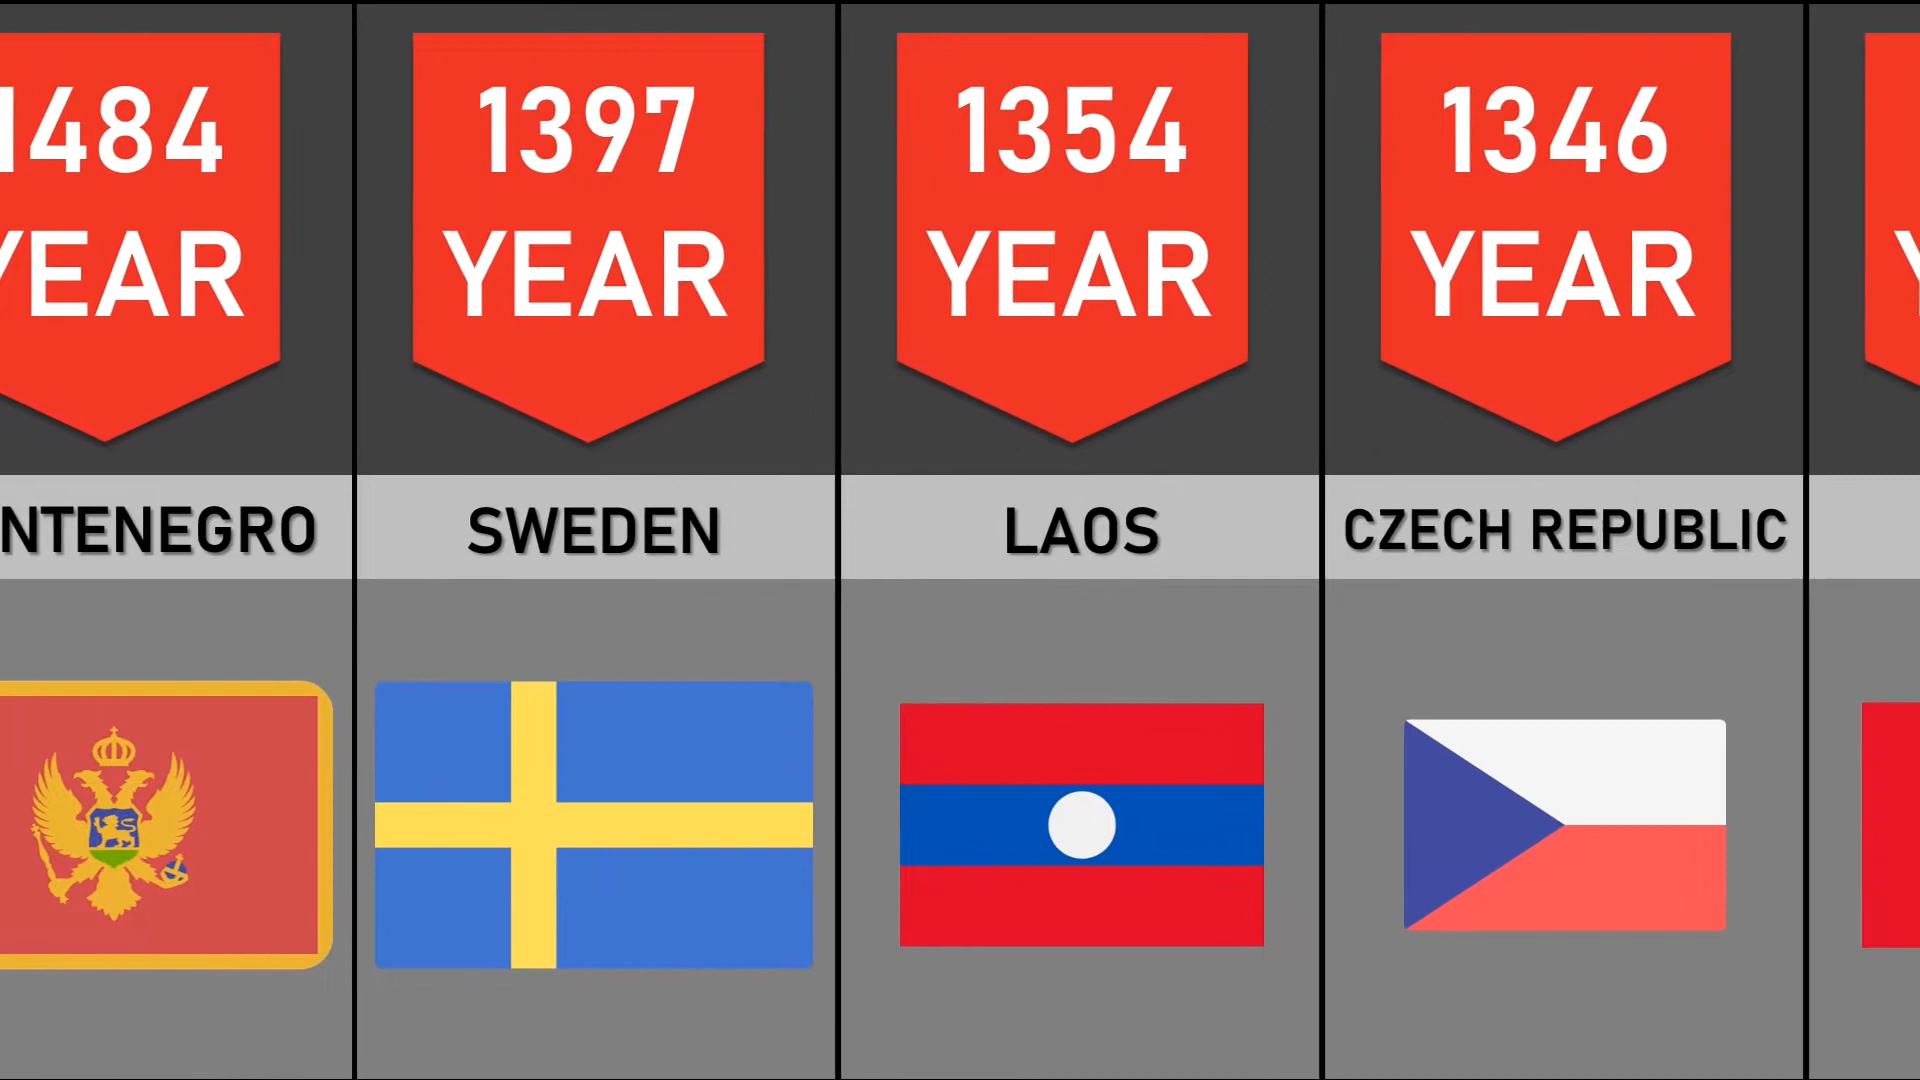 1484
YEAR
NTENEGRO
1397
YEAR
SWEDEN
1354
YEAR
LAOS
1346
YEAR
CZECH REPUBLIC